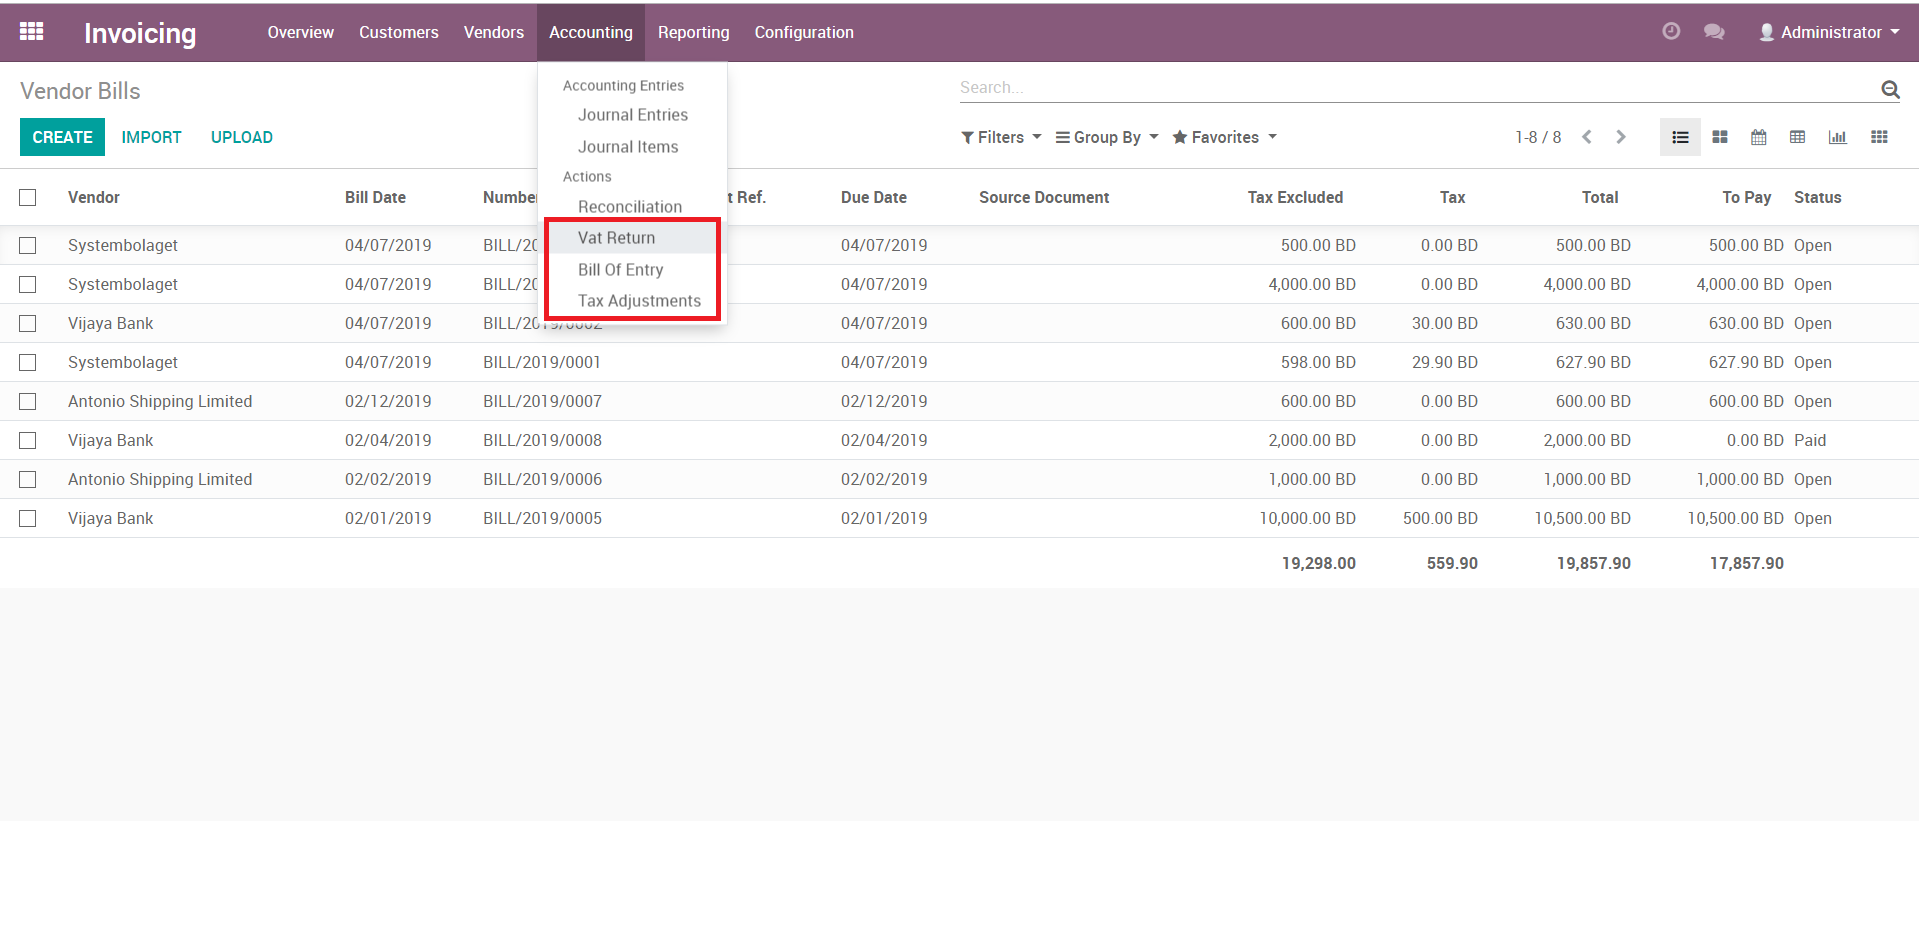 Invoicing Overview Customers Vendors Accounting Reporting Configuration Administrator
Vendor Bills
Search...
CREATE IMPORT UPLOAD
Filters Group By Favorites 1-8 / 8
Accounting Entries
Journal Entries
Journal Items
Actions
Reconciliation
Vat Return
Bill Of Entry
Tax Adjustments
Vendor Bill Date Number t Ref. Due Date Source Document Tax Excluded Tax Total To Pay Status
Systembolaget 04/07/2019 BILL/20 04/07/2019 500.00 BD 0.00 BD 500.00 BD 500.00 BD Open
Systembolaget 04/07/2019 BILL/20 04/07/2019 4,000.00 BD 0.00 BD 4,000.00 BD 4,000.00 BD Open
Vijaya Bank 04/07/2019 BILL/2019/0002 04/07/2019 600.00 BD 30.00 BD 630.00 BD 630.00 BD Open
Systembolaget 04/07/2019 BILL/2019/0001 04/07/2019 598.00 BD 29.90 BD 627.90 BD 627.90 BD Open
Antonio Shipping Limited 02/12/2019 BILL/2019/0007 02/12/2019 600.00 BD 0.00 BD 600.00 BD 600.00 BD Open
Vijaya Bank 02/04/2019 BILL/2019/0008 02/04/2019 2,000.00 BD 0.00 BD 2,000.00 BD 0.00 BD Paid
Antonio Shipping Limited 02/02/2019 BILL/2019/0006 02/02/2019 1,000.00 BD 0.00 BD 1,000.00 BD 1,000.00 BD Open
Vijaya Bank 02/01/2019 BILL/2019/0005 02/01/2019 10,000.00 BD 500.00 BD 10,500.00 BD 10,500.00 BD Open
19,298.00 559.90 19,857.90 17,857.90